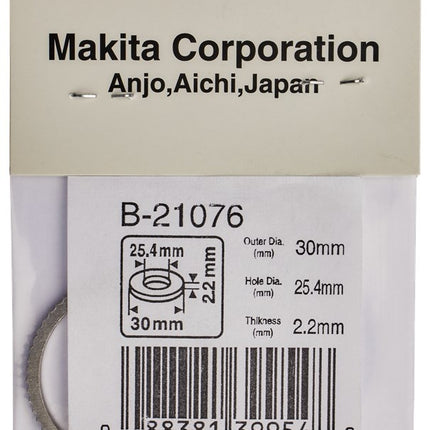 Makita Corporation
Anjo,Aichi,Japan
B-21076
25.4mm
2.2mm
30mm
Outer Dia. (mm) 30mm
Hole Dia. (mm) 25.4mm
Thikness (mm) 2.2mm